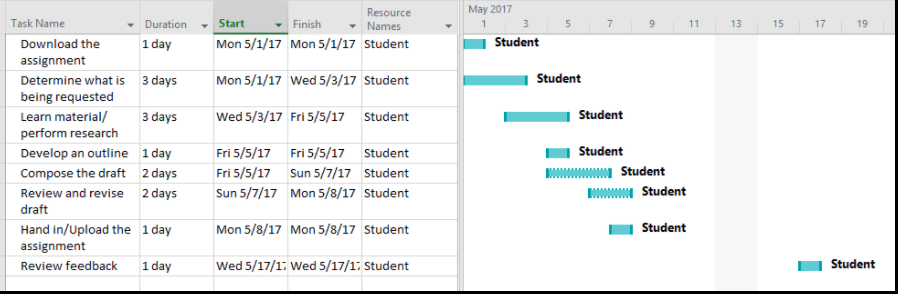 Task Name Duration Start Finish Resource Names May 2017
1 3 5 7 9 11 13 15 17 19
Download the assignment 1 day Mon 5/1/17 Mon 5/1/17 Student Student
Determine what is being requested 3 days Mon 5/1/17 Wed 5/3/17 Student Student
Learn material/ perform research 3 days Wed 5/3/17 Fri 5/5/17 Student Student
Develop an outline 1 day Fri 5/5/17 Fri 5/5/17 Student Student
Compose the draft 2 days Fri 5/5/17 Sun 5/7/17 Student Student
Review and revise draft 2 days Sun 5/7/17 Mon 5/8/17 Student Student
Hand in/Upload the assignment 1 day Mon 5/8/17 Mon 5/8/17 Student Student
Review feedback 1 day Wed 5/17/17 Wed 5/17/17 Student Student